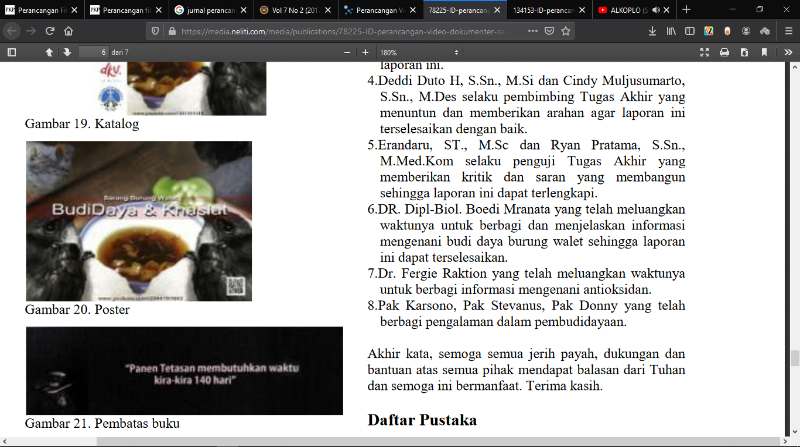 Perancangan Fil
Perancangan film
jurnal perancan
Vol 7 No 2 (201
Perancangan Vi
78225-ID-perancang
134153-ID-perancan
ALKOPLO (S
https://media.neliti.com/media/publications/78225-ID-perancangan-video-dokumenter-se
6 dari 7
180%
dkv.
Gambar 19. Katalog
Sarang Burung Walet
BudiDaya & Khasiat
Gambar 20. Poster
“Panen Tetasan membutuhkan waktu
kira-kira 140 hari”
Gambar 21. Pembatas buku
laporan ini.
4.Deddi Duto H, S.Sn., M.Si dan Cindy Muljosumarto,
S.Sn., M.Des selaku pembimbing Tugas Akhir yang
menuntun dan memberikan arahan agar laporan ini
terselesaikan dengan baik.
5.Erandaru, ST., M.Sc dan Ryan Pratama, S.Sn.,
M.Med.Kom selaku penguji Tugas Akhir yang
memberikan kritik dan saran yang membangun
sehingga laporan ini dapat terlengkapi.
6.DR. Dipl-Biol. Boedi Mranata yang telah meluangkan
waktunya untuk berbagi dan menjelaskan informasi
mengenani budi daya burung walet sehingga laporan
ini dapat terselesaikan.
7.Dr. Fergie Raktion yang telah meluangkan waktunya
untuk berbagi informasi mengenani antioksidan.
8.Pak Karsono, Pak Stevanus, Pak Donny yang telah
berbagi pengalaman dalam pembudidayaan.
Akhir kata, semoga semua jerih payah, dukungan dan
bantuan atas semua pihak mendapat balasan dari Tuhan
dan semoga ini bermanfaat. Terima kasih.
Daftar Pustaka